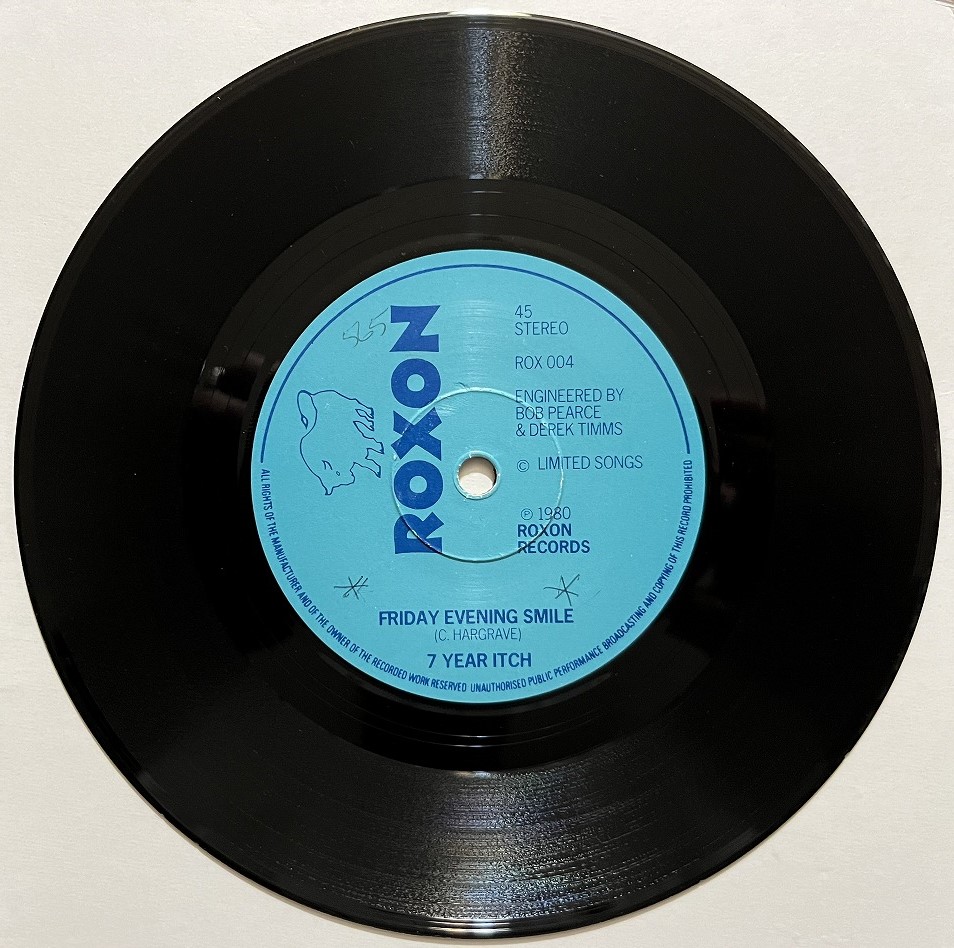 565
ROXON
45
STEREO
ROX 004
ENGINEERED BY
BOB PEARCE
& DEREK TIMMS
© LIMITED SONGS
℗ 1980
ROXON
RECORDS
FRIDAY EVENING SMILE
(C. HARGRAVE)
7 YEAR ITCH
ALL RIGHTS OF THE MANUFACTURER AND OF THE OWNER OF THE RECORDED WORK RESERVED UNAUTHORISED PUBLIC PERFORMANCE BROADCASTING AND COPYING OF THIS RECORD PROHIBITED